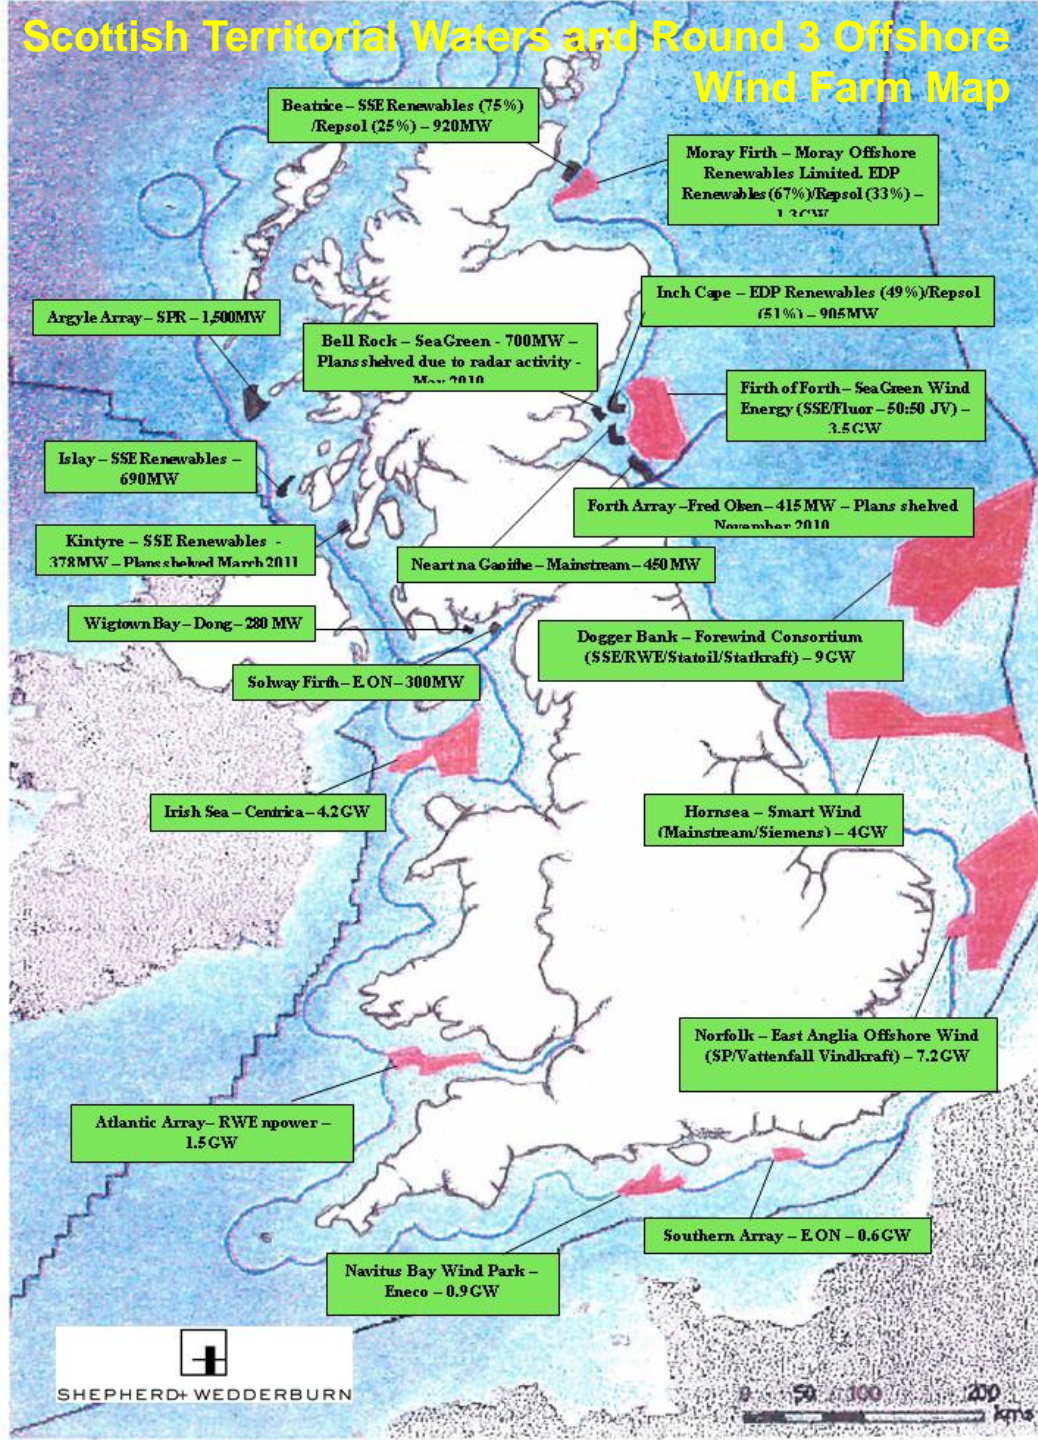 Scottish Territorial Waters and Round 3 Offshore
Wind Farm Map
Beatrice – SSE Renewables (75%)
/Repsol (25%) – 920MW
Moray Firth – Moray Offshore
Renewables Limited. EDP
Renewables (67%)/Repsol (33%) –
1.3GW
Inch Cape – EDP Renewables (49%)/Repsol
(51%) – 905MW
Argyle Array – SPR – 1,500MW
Bell Rock – SeaGreen - 700MW –
Plans shelved due to radar activity -
May 2010
Firth of Forth – SeaGreen Wind
Energy (SSE/Fluor – 50:50 JV) –
3.5GW
Islay – SSE Renewables –
690MW
Forth Array –Fred Olsen– 415 MW – Plans shelved
November 2010
Kintyre – SSE Renewables -
378MW – Plans shelved March 2011
Neart na Gaoithe – Mainstream – 450 MW
Wigtown Bay – Dong – 280 MW
Dogger Bank – Forewind Consortium
(SSE/RWE/Statoil/Statkraft) – 9GW
Solway Firth – E.ON – 300MW
Irish Sea – Centrica – 4.2GW
Hornsea – Smart Wind
(Mainstream/Siemens) – 4GW
Norfolk – East Anglia Offshore Wind
(SP/Vattenfall Vindkraft) – 7.2GW
Atlantic Array– RWE npower –
1.5GW
Southern Array – E.ON – 0.6GW
Navitus Bay Wind Park –
Eneco – 0.9GW
SHEPHERD+ WEDDERBURN
0 50 100 200
kms